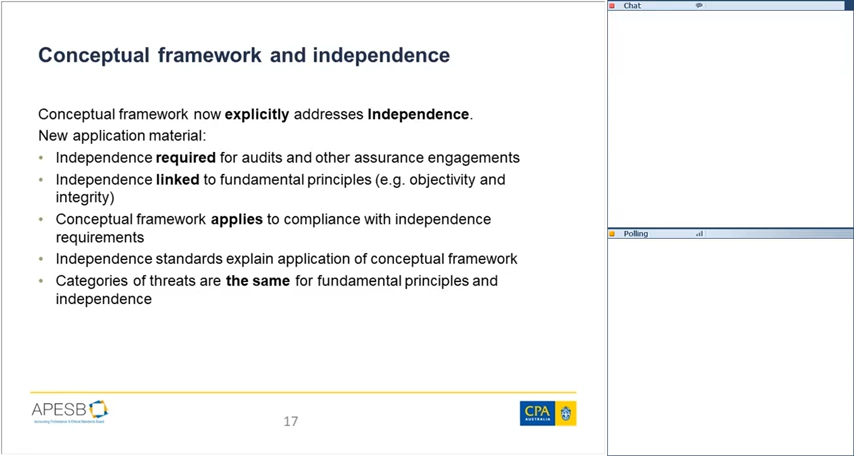 Conceptual framework and independence
Conceptual framework now explicitly addresses Independence.
New application material:
• Independence required for audits and other assurance engagements
• Independence linked to fundamental principles (e.g. objectivity and
integrity)
• Conceptual framework applies to compliance with independence
requirements
• Independence standards explain application of conceptual framework
• Categories of threats are the same for fundamental principles and
independence
APESB
17
CPA
AUSTRALIA
Chat
Polling